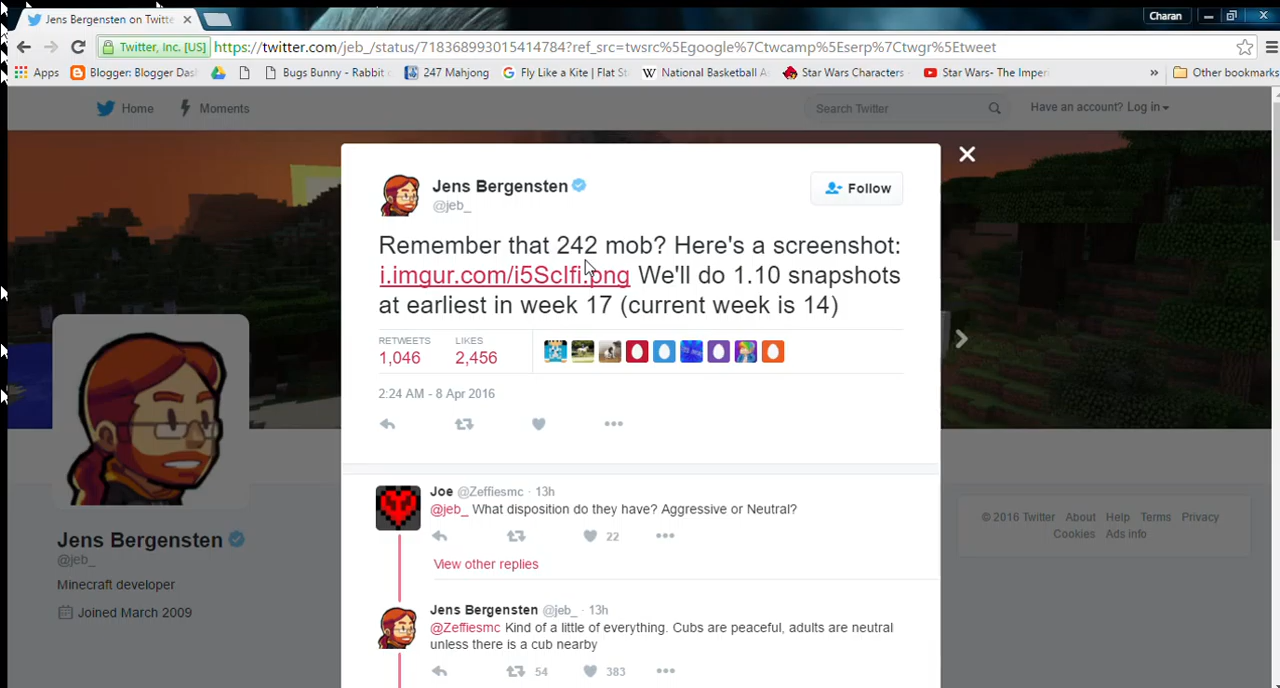 Jens Bergensten on Twitte
Charan
Twitter, Inc. [US] https://twitter.com/jeb_/status/718368993015414784?ref_src=twsrc%5Egoogle%7Ctwcamp%5Eserp%7Ctwgr%5Etweet
Apps Blogger: Blogger Das Bugs Bunny - Rabbit 247 Mahjong Fly Like a Kite | Flat St National Basketball A Star Wars Characters Star Wars- The Imperi » Other bookmarks
Home Moments Search Twitter Have an account? Log in
Jens Bergensten
@jeb_
Follow
Remember that 242 mob? Here's a screenshot:
i.imgur.com/i5Sclfi.png We'll do 1.10 snapshots
at earliest in week 17 (current week is 14)
RETWEETS LIKES
1,046 2,456
2:24 AM - 8 Apr 2016
Joe @Zeffiesmc · 13h
@jeb_ What disposition do they have? Aggressive or Neutral?
22
View other replies
Jens Bergensten @jeb_ · 13h
@Zeffiesmc Kind of a little of everything. Cubs are peaceful, adults are neutral
unless there is a cub nearby
54 383
Jens Bergensten
@jeb_
Minecraft developer
Joined March 2009
© 2016 Twitter About Help Terms Privacy
Cookies Ads info